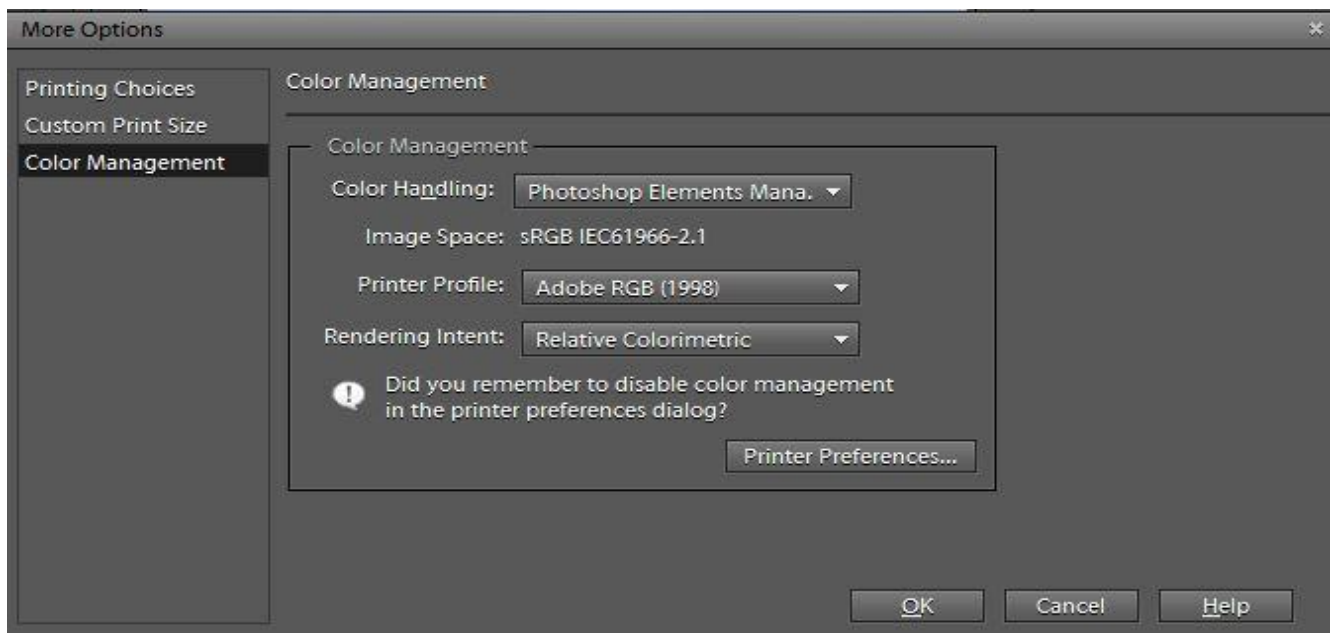 More Options
Printing Choices
Custom Print Size
Color Management
Color Management
Color Management
Color Handling: Photoshop Elements Mana.
Image Space: sRGB IEC61966-2.1
Printer Profile: Adobe RGB (1998)
Rendering Intent: Relative Colorimetric
Did you remember to disable color management
in the printer preferences dialog?
Printer Preferences...
OK Cancel Help